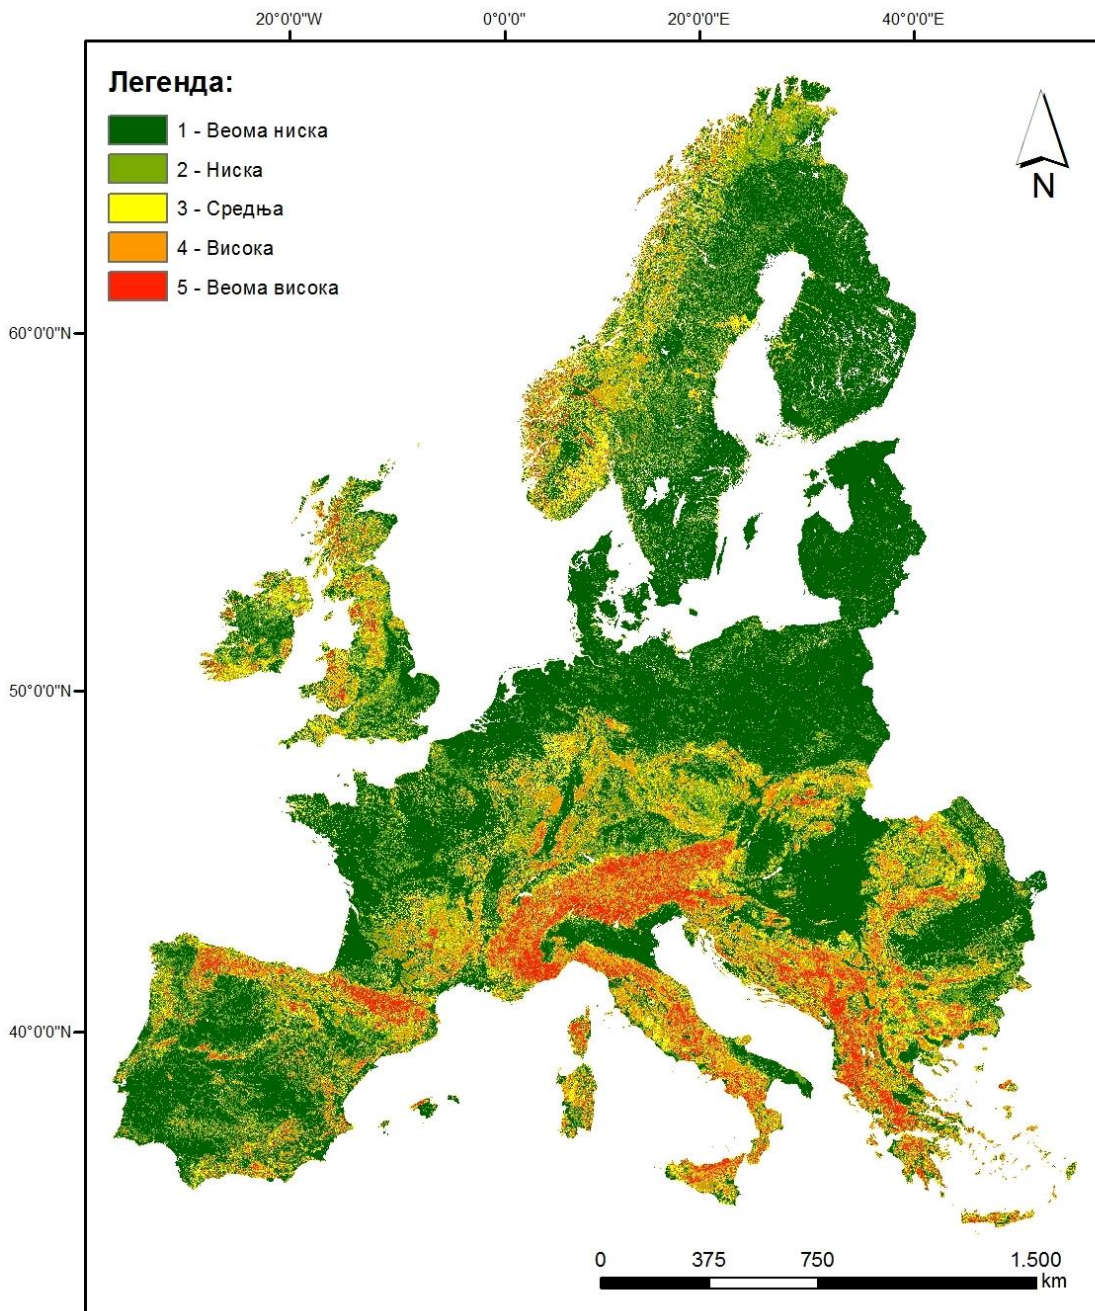 20°0'0"W 0°0'0" 20°0'0"E 40°0'0"E
Легенда:
1 - Веома ниска
2 - Ниска
3 - Средња
4 - Висока
5 - Веома висока
N
60°0'0"N
50°0'0"N
40°0'0"N
0 375 750 1.500
km